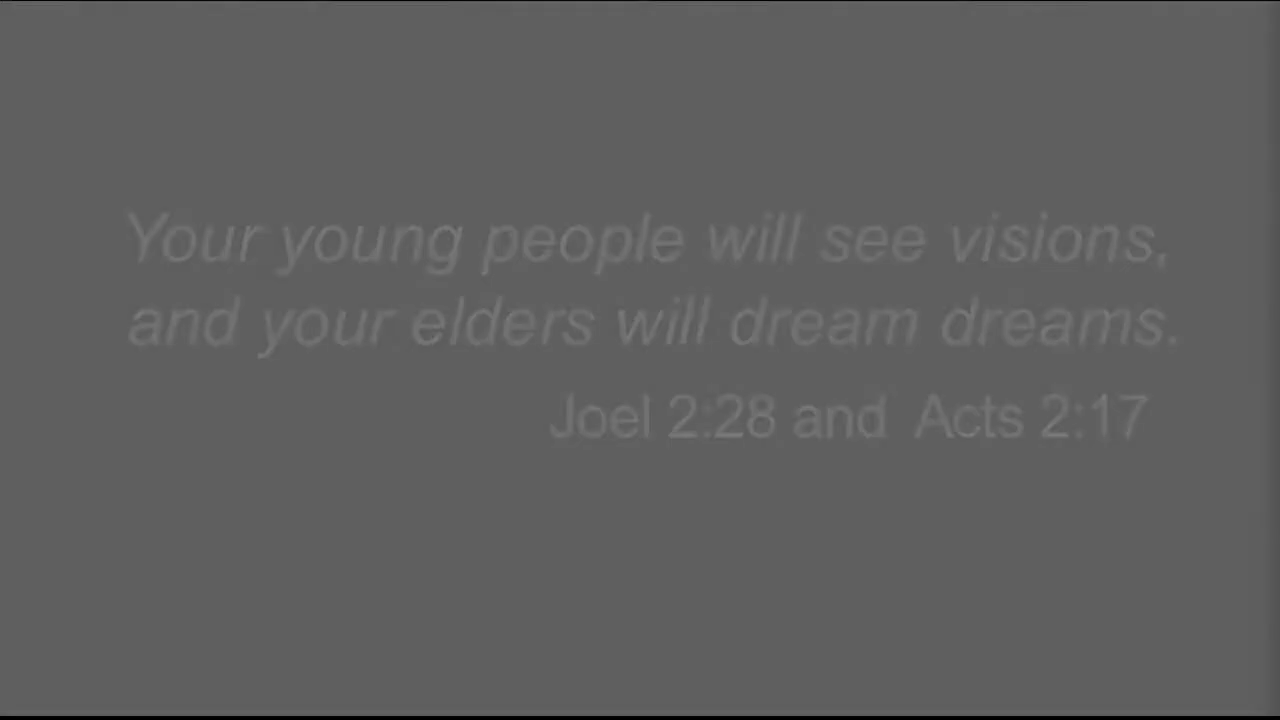 Your young people will see visions,
and your elders will dream dreams.
Joel 2:28 and Acts 2:17